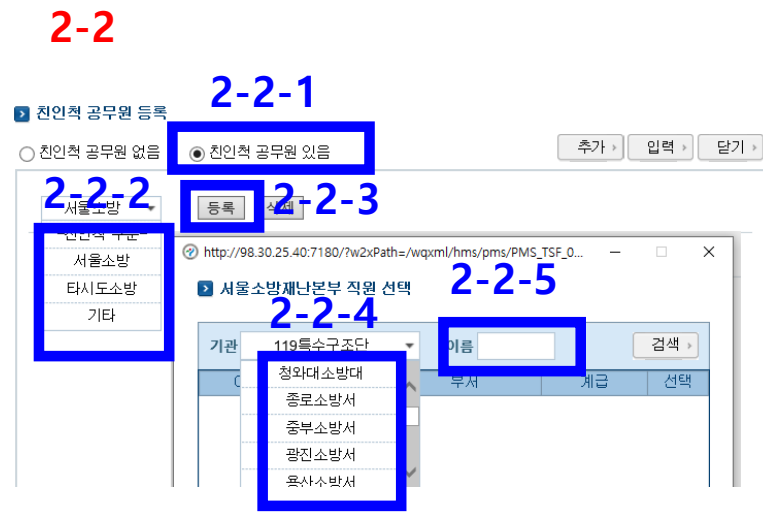 2-2
2-2-1
친인척 공무원 등록
친인척 공무원 없음 친인척 공무원 있음 추가 입력 닫기
2-2-2 2-2-3
서울소방 등록 삭제
-친인척 구분-
서울소방
타시도소방
기타
http://98.30.25.40:7180/?w2xPath=/wqxml/hms/pms/PMS_TSF_0...
서울소방재난본부 직원 선택
2-2-4 2-2-5
기관 119특수구조단 이름 검색
부서 계급 선택
청와대소방대
종로소방서
중부소방서
광진소방서
용산소방서